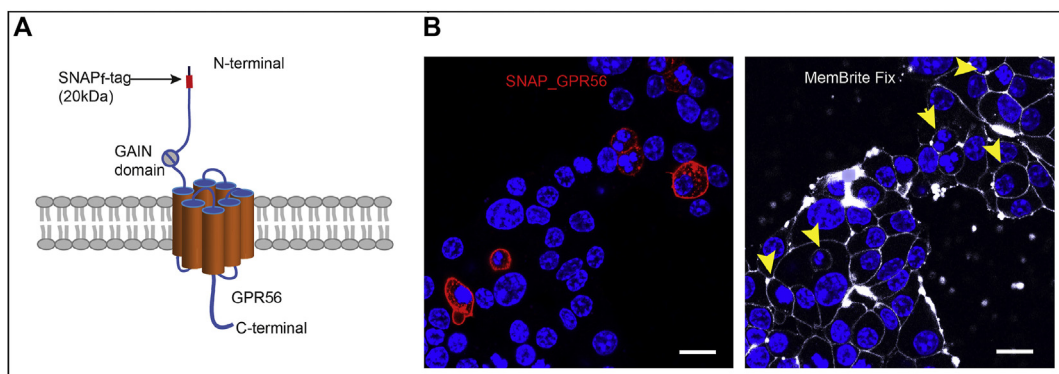 A
SNAPf-tag
(20kDa)
N-terminal
GAIN
domain
GPR56
C-terminal
B
SNAP_GPR56
MemBrite Fix